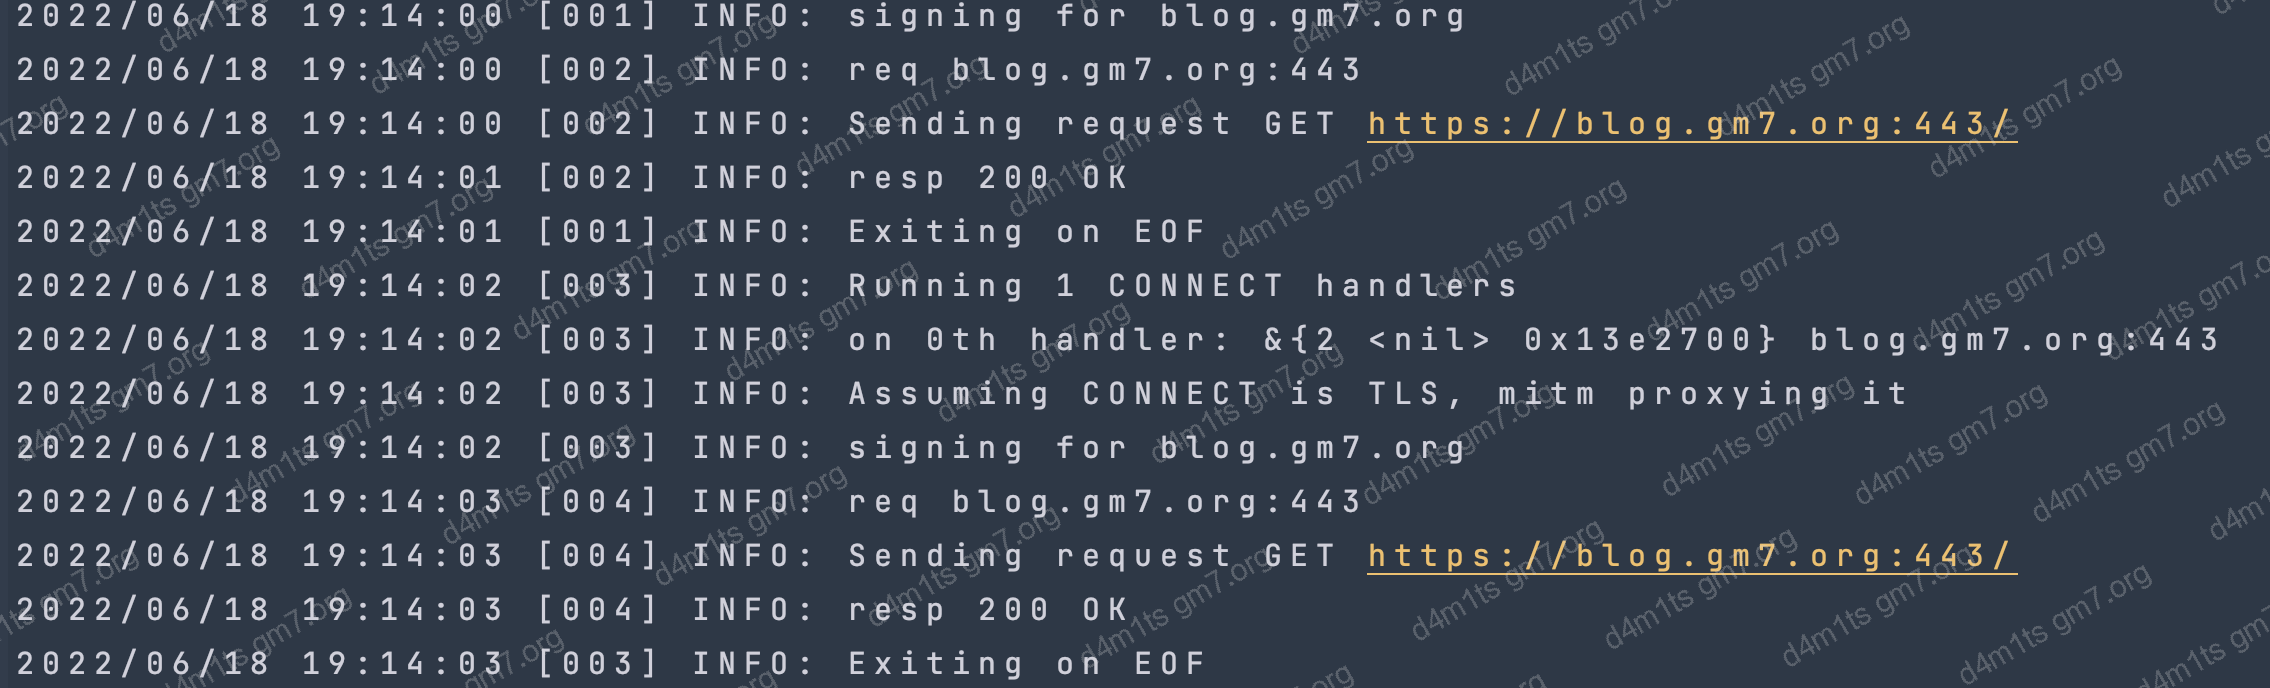 2022/06/18 19:14:00 [001] INFO: signing for blog.gm7.org
2022/06/18 19:14:00 [002] INFO: req blog.gm7.org:443
2022/06/18 19:14:00 [002] INFO: Sending request GET https://blog.gm7.org:443/
2022/06/18 19:14:01 [002] INFO: resp 200 OK
2022/06/18 19:14:01 [001] INFO: Exiting on EOF
2022/06/18 19:14:02 [003] INFO: Running 1 CONNECT handlers
2022/06/18 19:14:02 [003] INFO: on 0th handler: &{2 <nil> 0x13e2700} blog.gm7.org:443
2022/06/18 19:14:02 [003] INFO: Assuming CONNECT is TLS, mitm proxying it
2022/06/18 19:14:02 [003] INFO: signing for blog.gm7.org
2022/06/18 19:14:03 [004] INFO: req blog.gm7.org:443
2022/06/18 19:14:03 [004] INFO: Sending request GET https://blog.gm7.org:443/
2022/06/18 19:14:03 [004] INFO: resp 200 OK
2022/06/18 19:14:03 [003] INFO: Exiting on EOF
d4m1ts gm7.org